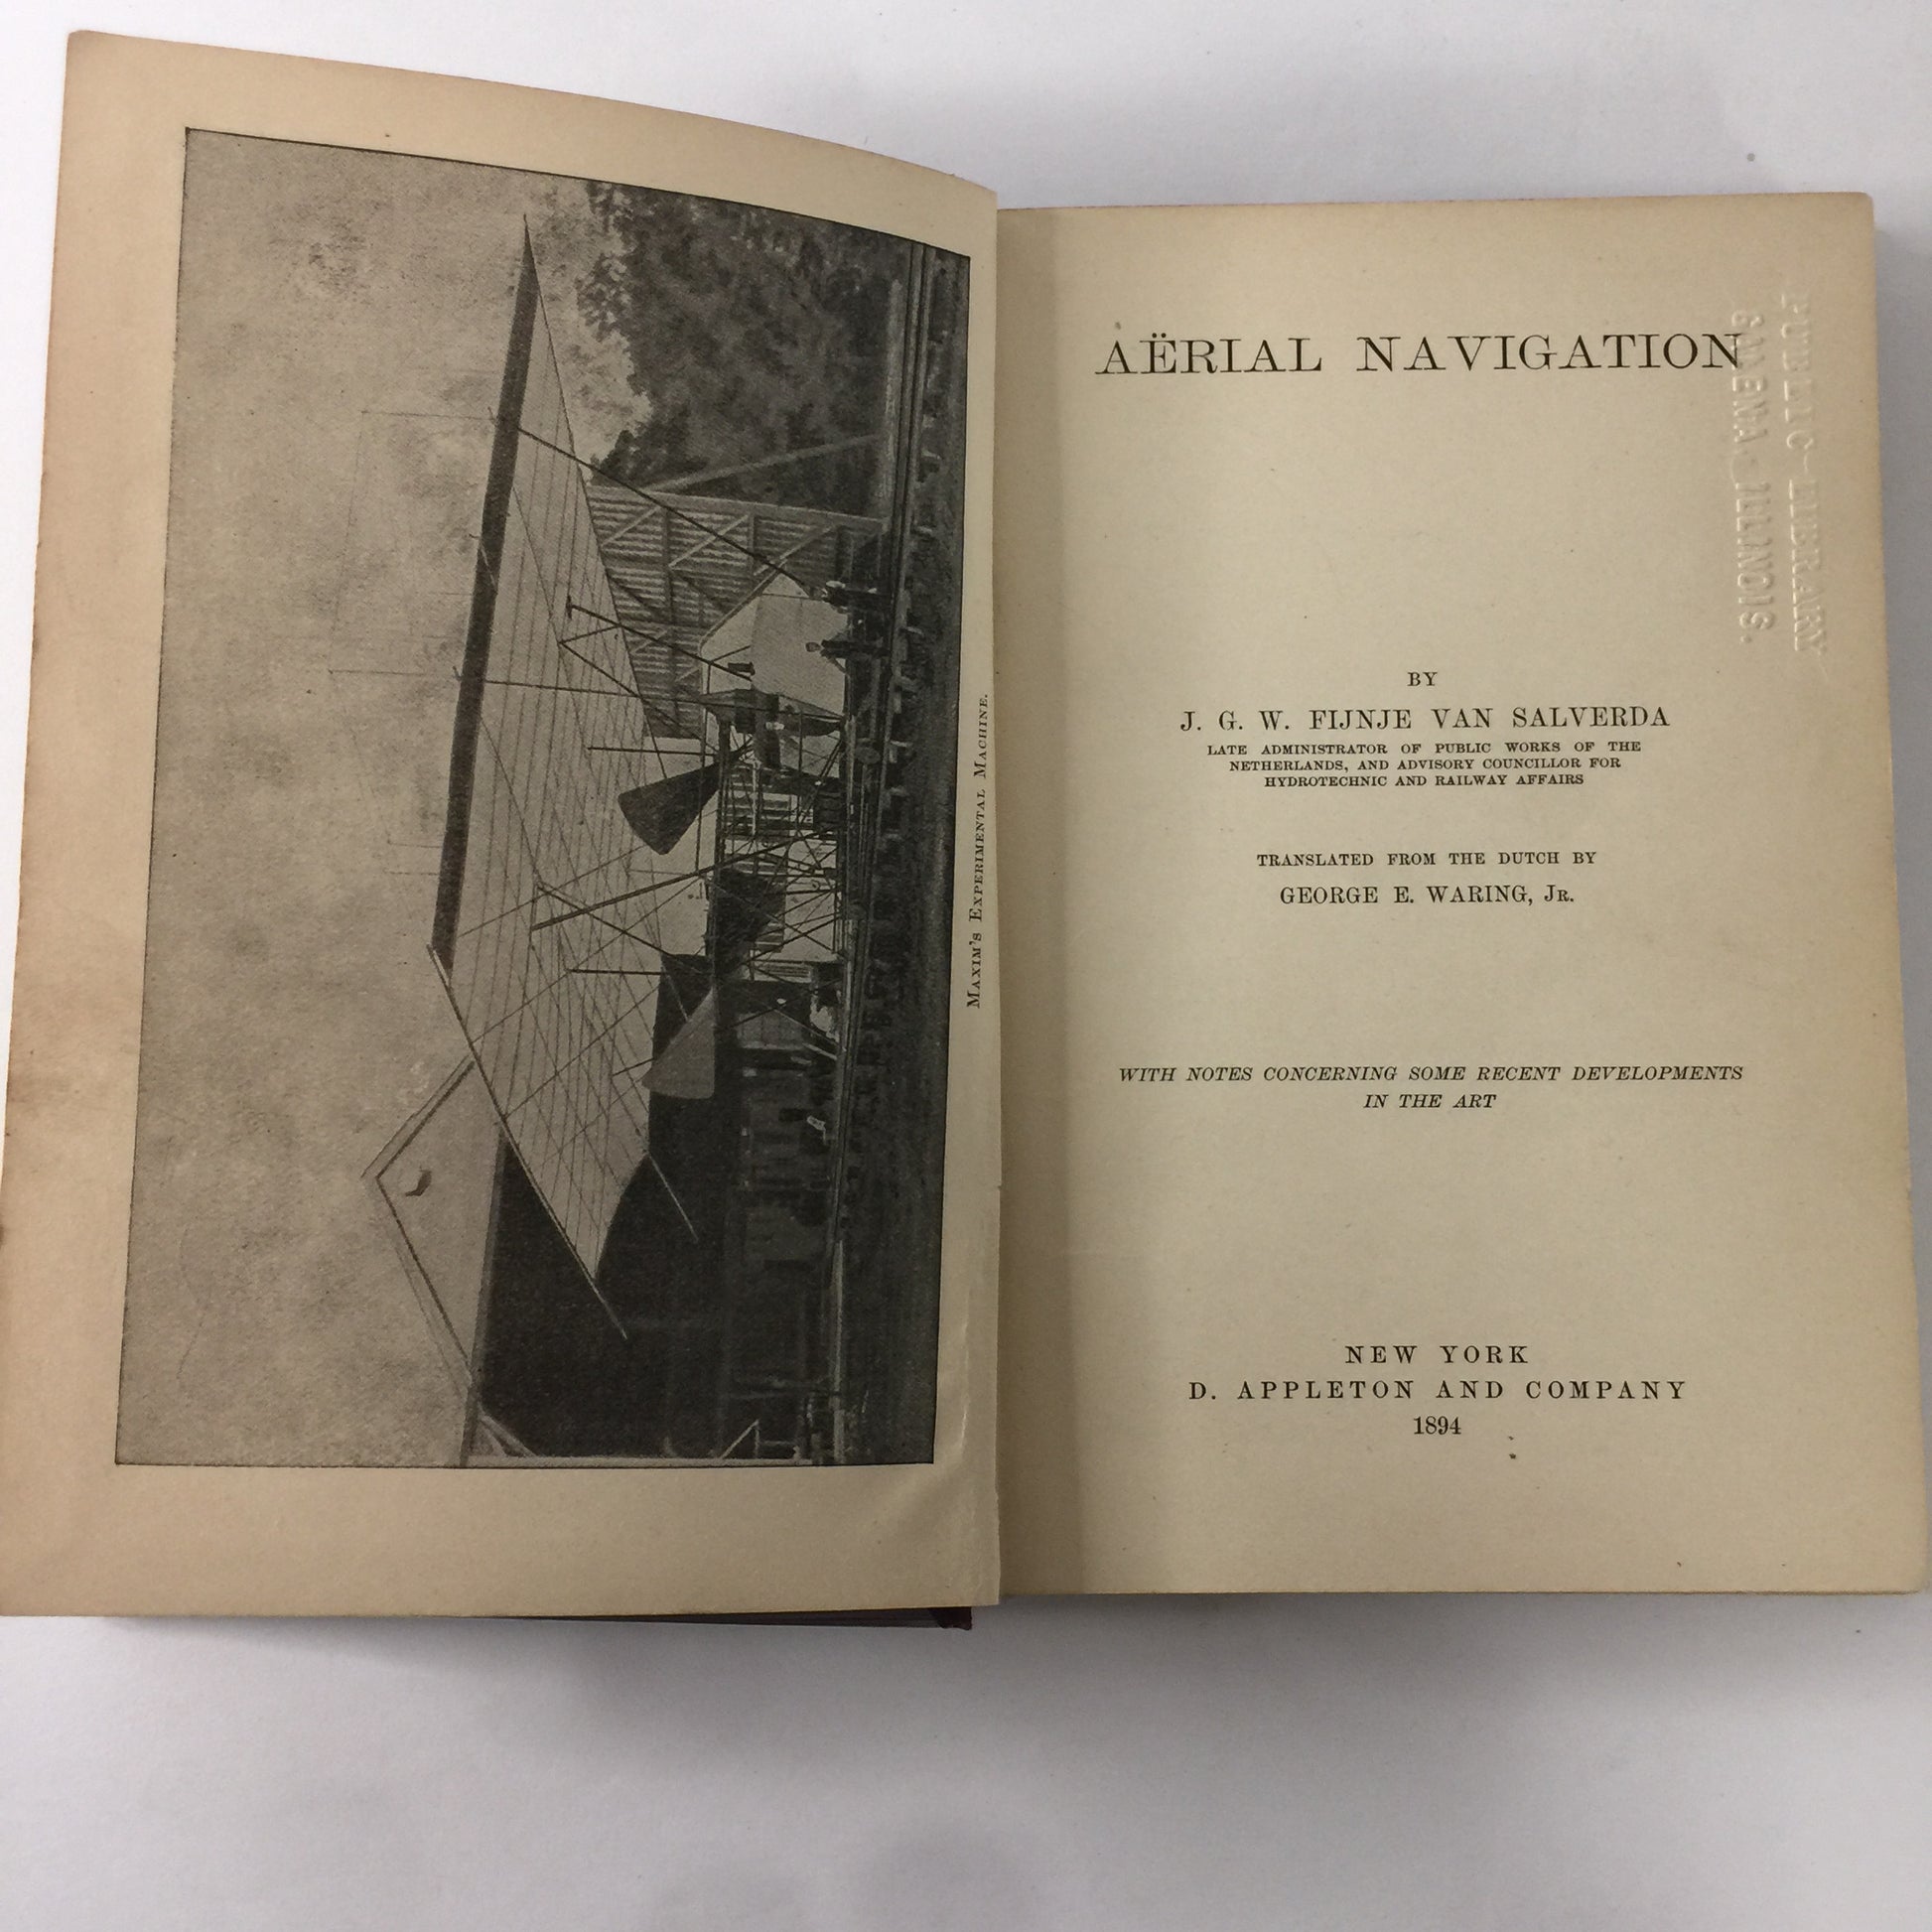 Maxim's Experimental Machine.
AËRIAL NAVIGATION
BY
J. G. W. FIJNJE VAN SALVERDA
LATE ADMINISTRATOR OF PUBLIC WORKS OF THE
NETHERLANDS, AND ADVISORY COUNCILLOR FOR
HYDROTECHNIC AND RAILWAY AFFAIRS
TRANSLATED FROM THE DUTCH BY
GEORGE E. WARING, Jr.
WITH NOTES CONCERNING SOME RECENT DEVELOPMENTS
IN THE ART
NEW YORK
D. APPLETON AND COMPANY
1894
PUBLIC-LIBRARY
GALENA, ILLINOIS.